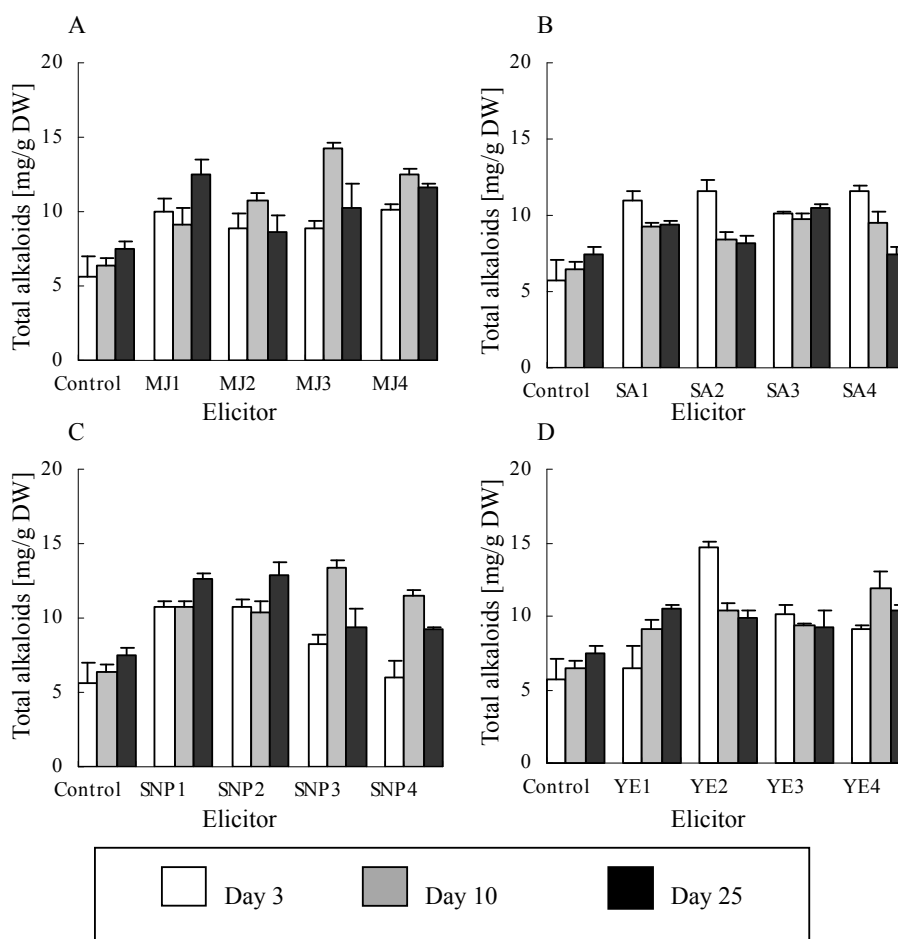 A
Total alkaloids [mg/g DW]
20
15
10
5
0
Control MJ1 MJ2 MJ3 MJ4
Elicitor
B
Total alkaloids [mg/g DW]
20
15
10
5
0
Control SA1 SA2 SA3 SA4
Elicitor
C
Total alkaloids [mg/g DW]
20
15
10
5
0
Control SNP1 SNP2 SNP3 SNP4
Elicitor
D
Total alkaloids [mg/g DW]
20
15
10
5
0
Control YE1 YE2 YE3 YE4
Elicitor
Day 3 Day 10 Day 25